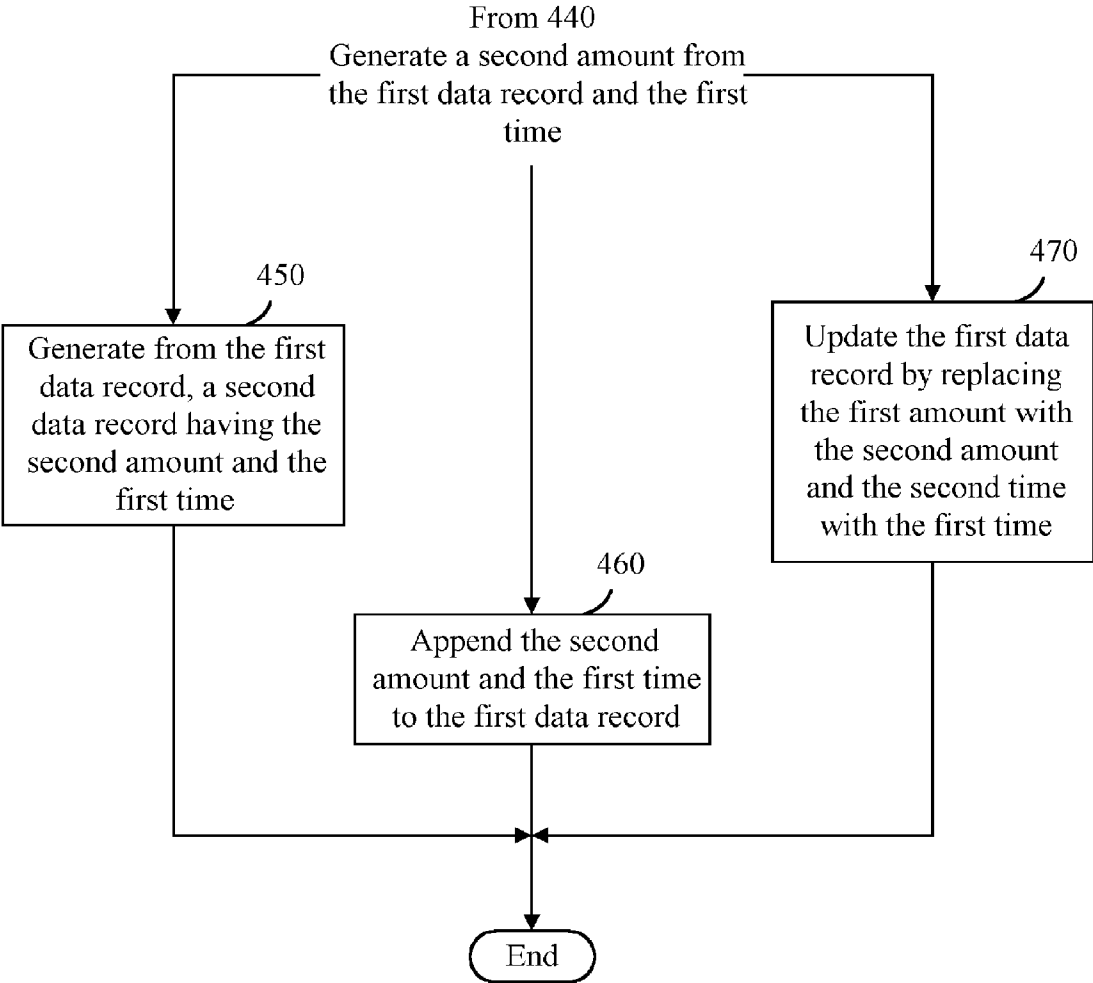 From 440
Generate a second amount from
the first data record and the first
time
450
Generate from the first
data record, a second
data record having the
second amount and the
first time
460
Append the second
amount and the first time
to the first data record
470
Update the first data
record by replacing
the first amount with
the second amount
and the second time
with the first time
End